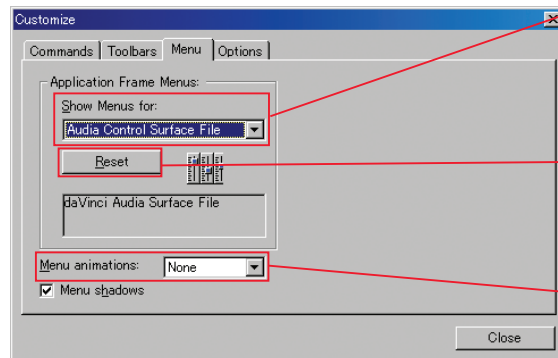 Customize
Commands Toolbars Menu Options
Application Frame Menus:
Show Menus for:
Audia Control Surface File
Reset
daVinci Audia Surface File
Menu animations: None
Menu shadows
Close